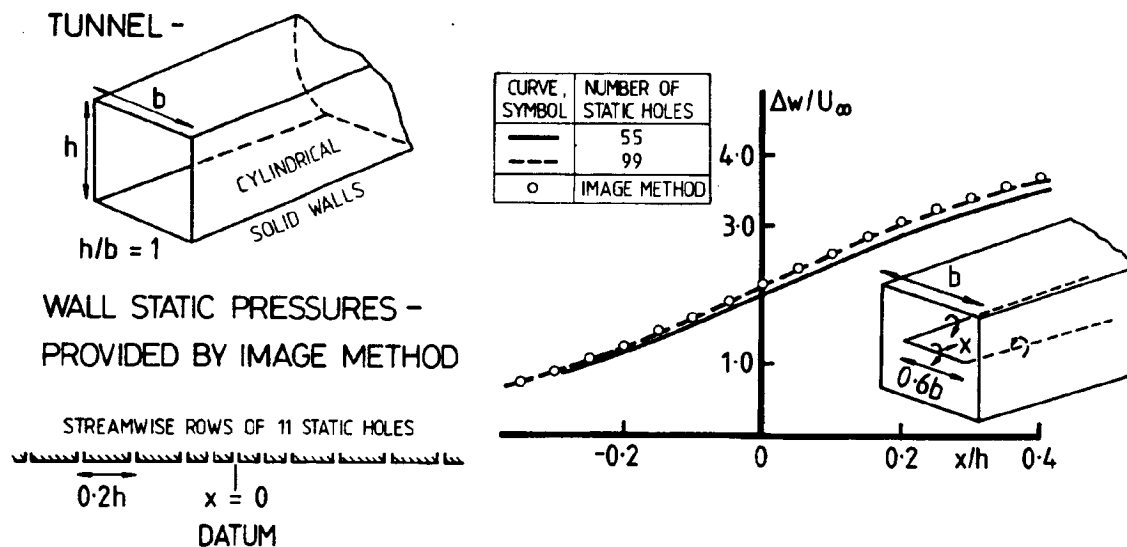 TUNNEL -
b
h
CYLINDRICAL
SOLID WALLS
h/b = 1
WALL STATIC PRESSURES -
PROVIDED BY IMAGE METHOD
STREAMWISE ROWS OF 11 STATIC HOLES
0·2h
x = 0
DATUM
CURVE, NUMBER OF
SYMBOL STATIC HOLES
55
99
IMAGE METHOD
Δw/U∞
4·0
3·0
1·0
-0·2
0
0·2
x/h
0·4
b
x
0·6b